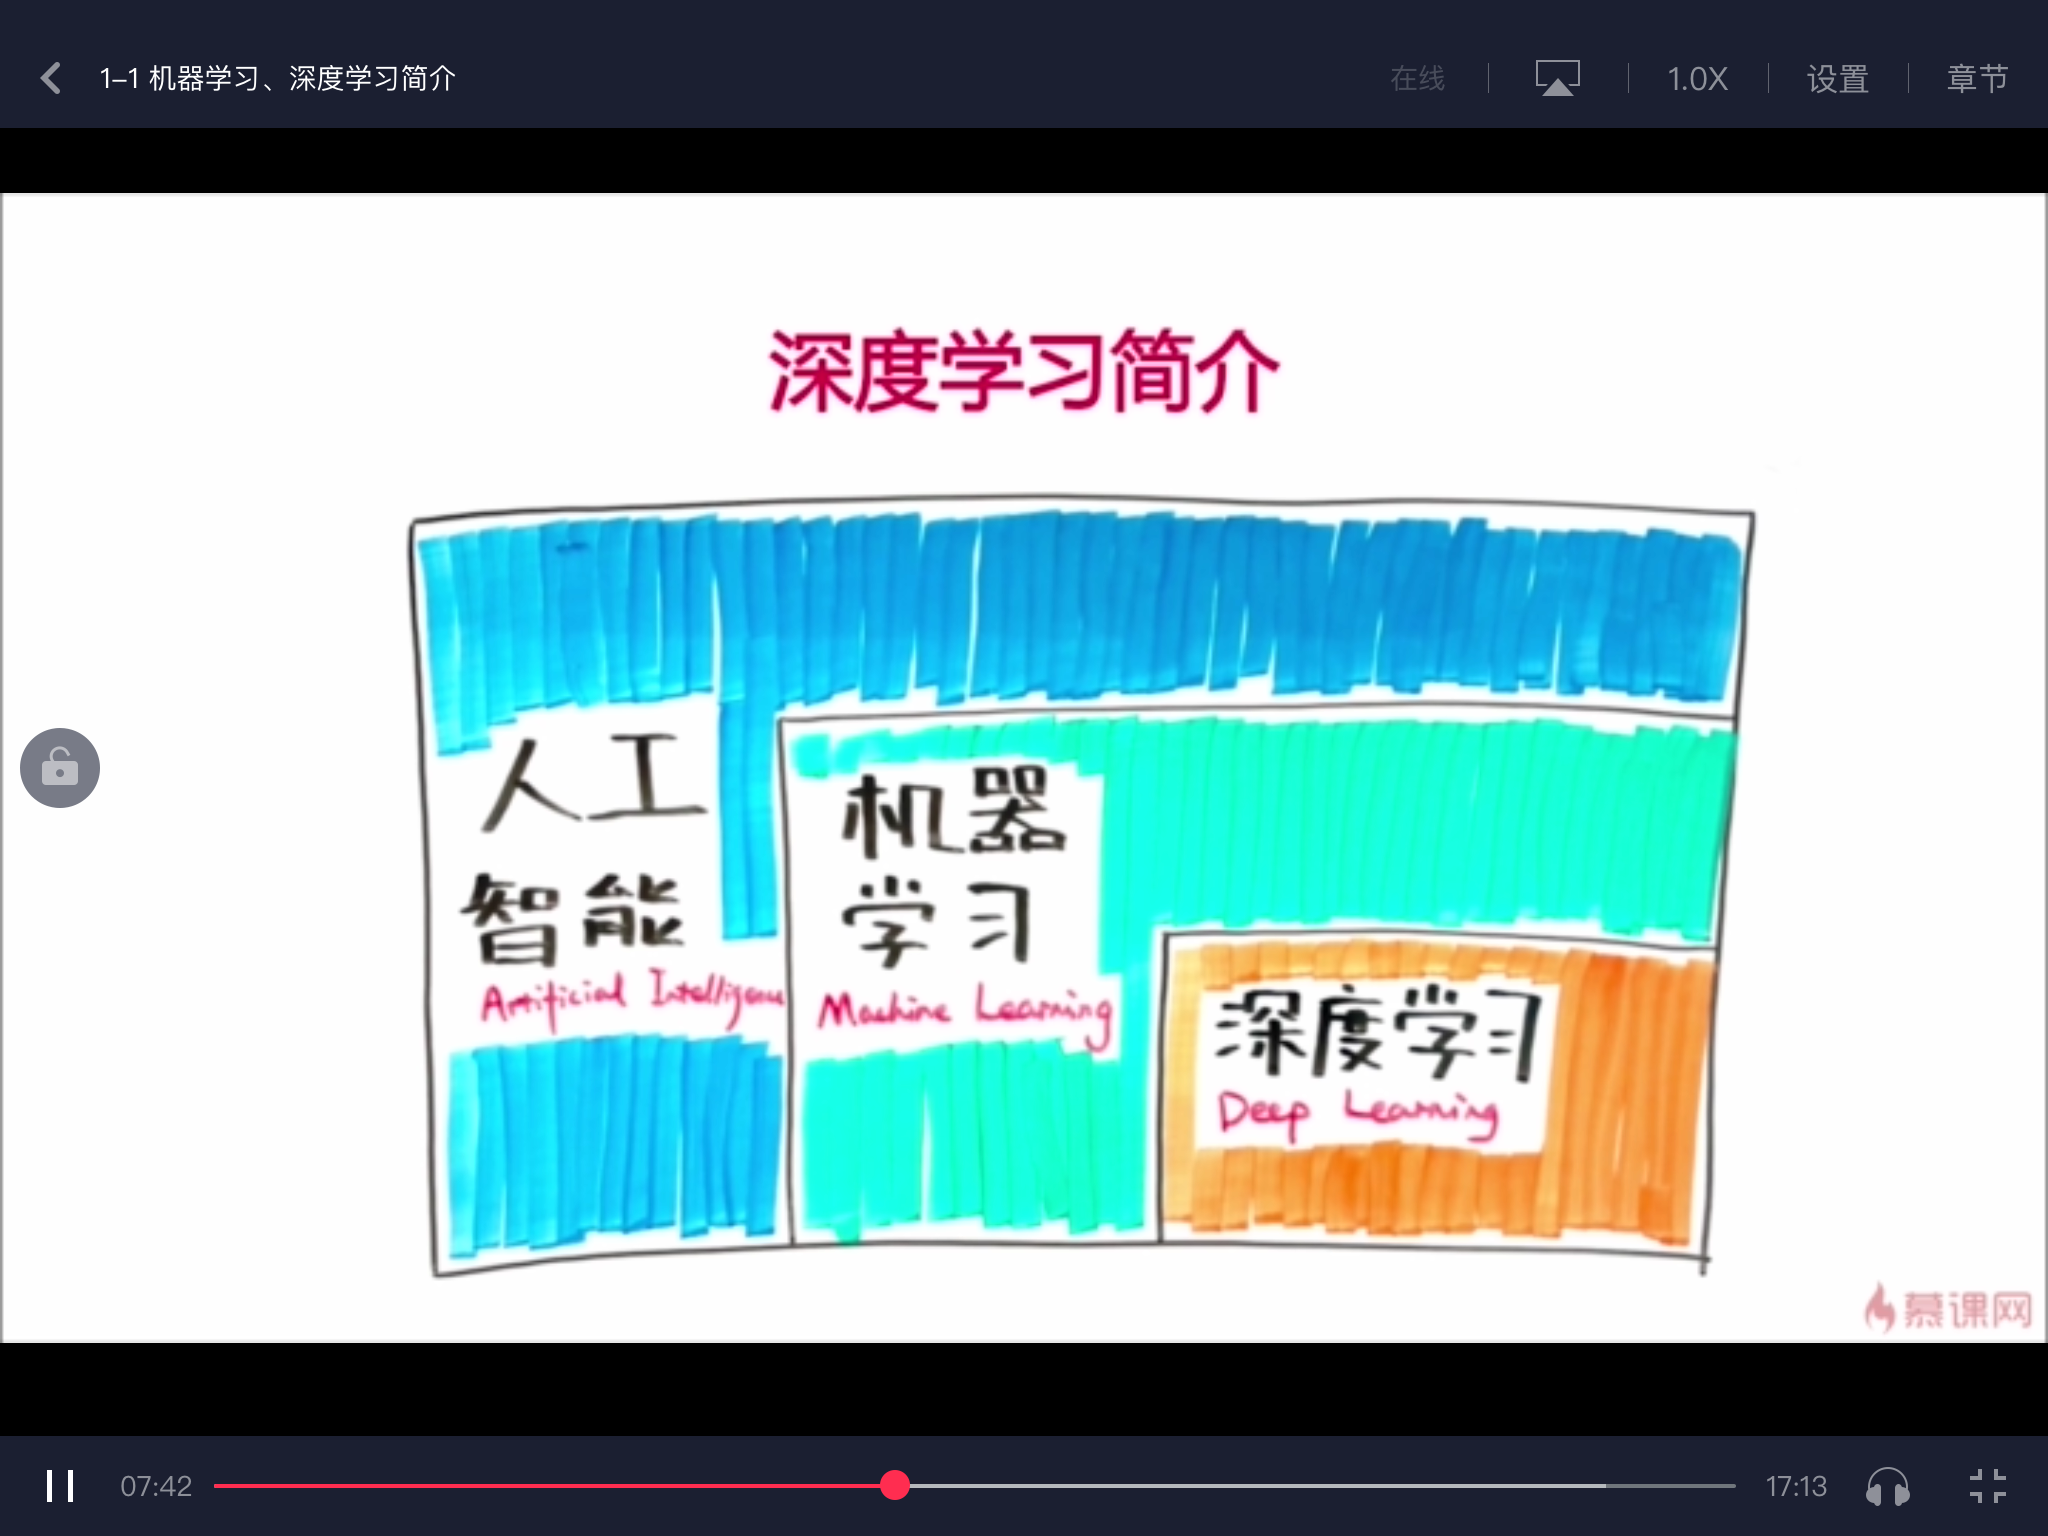 1–1 机器学习、深度学习简介
在线
1.0X
设置
章节
深度学习简介
人工
智能
Artificial Intelligence
机器
学习
Machine Learning
深度学习
Deep Learning
慕课网
07:42
17:13